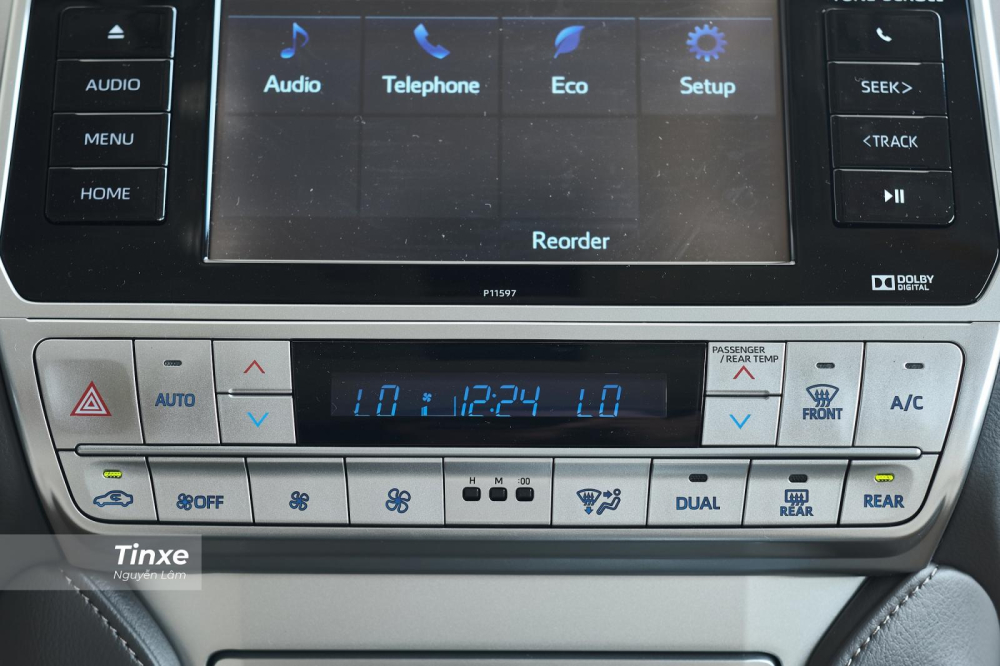 AUDIO
MENU
HOME
Audio
Telephone
Eco
Setup
Reorder
SEEK>
<TRACK
P11597
DOLBY
DIGITAL
AUTO
LO 12:24 LO
PASSENGER
/REAR TEMP
FRONT
A/C
OFF
H M :00
DUAL
REAR
REAR
Tinxe
Nguyễn Lâm